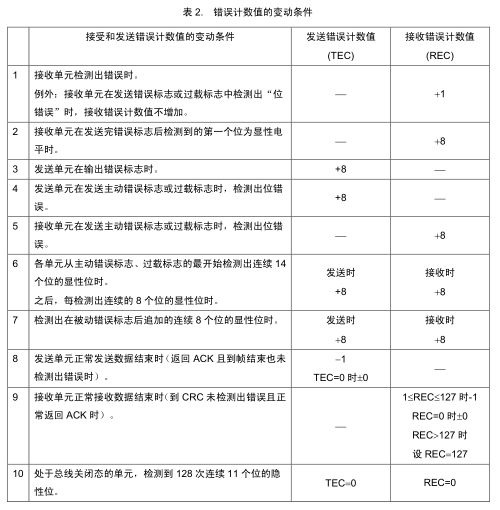 表 2. 错误计数值的变动条件
接受和发送错误计数值的变动条件 发送错误计数值 接收错误计数值
(TEC) (REC)
1 接收单元检测出错误时。
例外：接收单元在发送错误标志或过载标志中检测出“位 — +1
错误”时，接收错误计数值不增加。
2 接收单元在发送完错误标志后检测到的第一个位为显性电 — +8
平时。
3 发送单元在输出错误标志时。 +8 —
4 发送单元在发送主动错误标志或过载标志时，检测出位错 +8 —
误。
5 接收单元在发送主动错误标志或过载标志时，检测出位错 — +8
误。
6 各单元从主动错误标志、过载标志的最开始检测出连续 14 发送时 接收时
个位的显性位时。 +8 +8
之后，每检测出连续的 8 个位的显性位时。
7 检测出在被动错误标志后追加的连续 8 个位的显性位时。 发送时 接收时
+8 +8
8 发送单元正常发送数据结束时（返回 ACK 且到帧结束也未 −1 —
检测出错误时）。 TEC=0 时±0
9 接收单元正常接收数据结束时（到 CRC 未检测出错误且正 — 1≤REC≤127 时-1
常返回 ACK 时）。 REC=0 时±0
REC>127 时
设 REC=127
10 处于总线关闭态的单元，检测到 128 次连续 11 个位的隐 TEC=0 REC=0
性位。